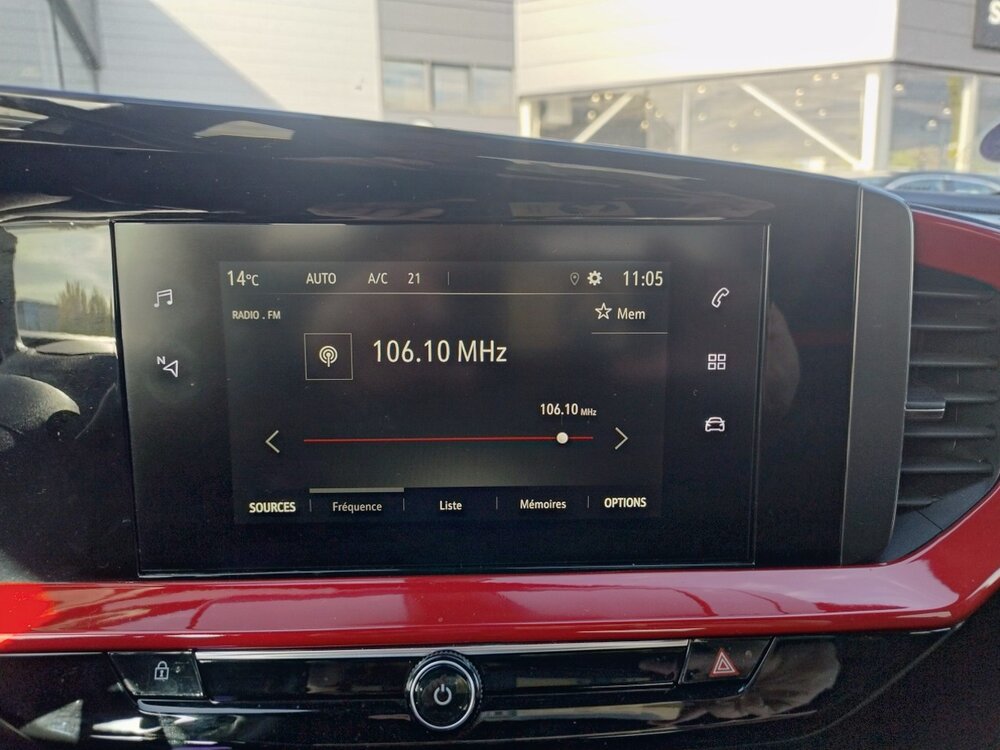 14°C AUTO A/C 21 11:05
RADIO . FM
Mem
106.10 MHz
106.10 MHz
N
SOURCES Fréquence Liste Mémoires OPTIONS